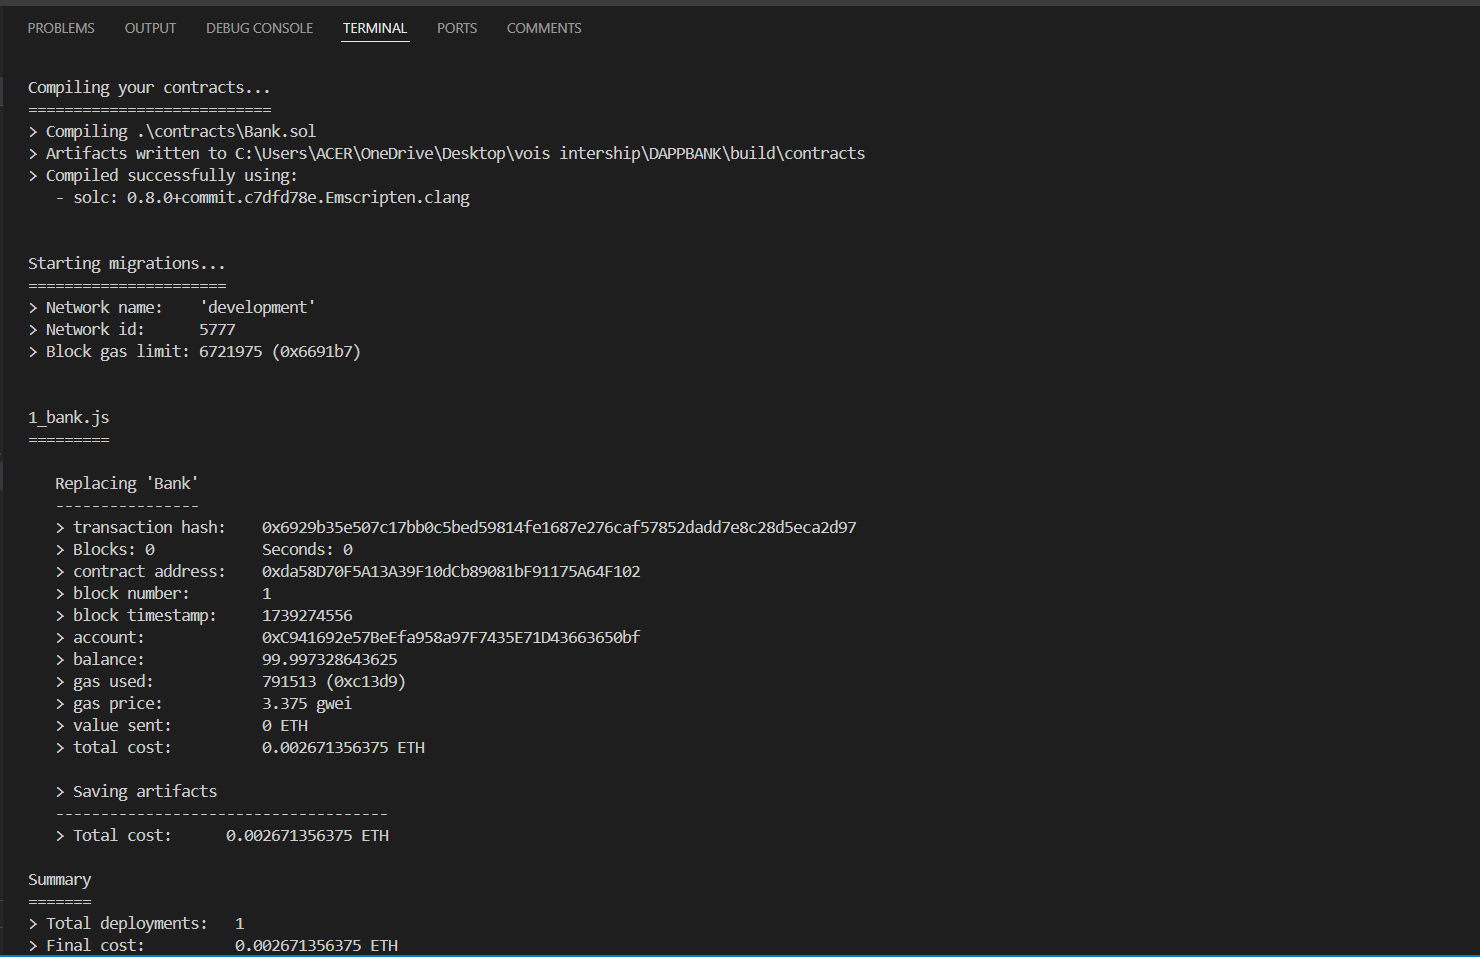 PROBLEMS OUTPUT DEBUG CONSOLE TERMINAL PORTS COMMENTS
Compiling your contracts...
===========================
> Compiling .\contracts\Bank.sol
> Artifacts written to C:\Users\ACER\OneDrive\Desktop\vois intership\DAPPBANK\build\contracts
> Compiled successfully using:
   - solc: 0.8.0+commit.c7dfd78e.Emscripten.clang
Starting migrations...
======================
> Network name:    'development'
> Network id:      5777
> Block gas limit: 6721975 (0x6691b7)
1_bank.js
=========
   Replacing 'Bank'
   ----------------
   > transaction hash:    0x6929b35e507c17bb0c5bed59814fe1687e276caf57852dadd7e8c28d5eca2d97
   > Blocks: 0            Seconds: 0
   > contract address:    0xda58D70F5A13A39F10dCb89081bF91175A64F102
   > block number:        1
   > block timestamp:     1739274556
   > account:             0xC941692e57BeEfa958a97F7435E71D43663650bf
   > balance:             99.997328643625
   > gas used:            791513 (0xc13d9)
   > gas price:           3.375 gwei
   > value sent:          0 ETH
   > total cost:          0.002671356375 ETH
   > Saving artifacts
   -------------------------------------
   > Total cost:      0.002671356375 ETH
Summary
=======
> Total deployments:   1
> Final cost:          0.002671356375 ETH